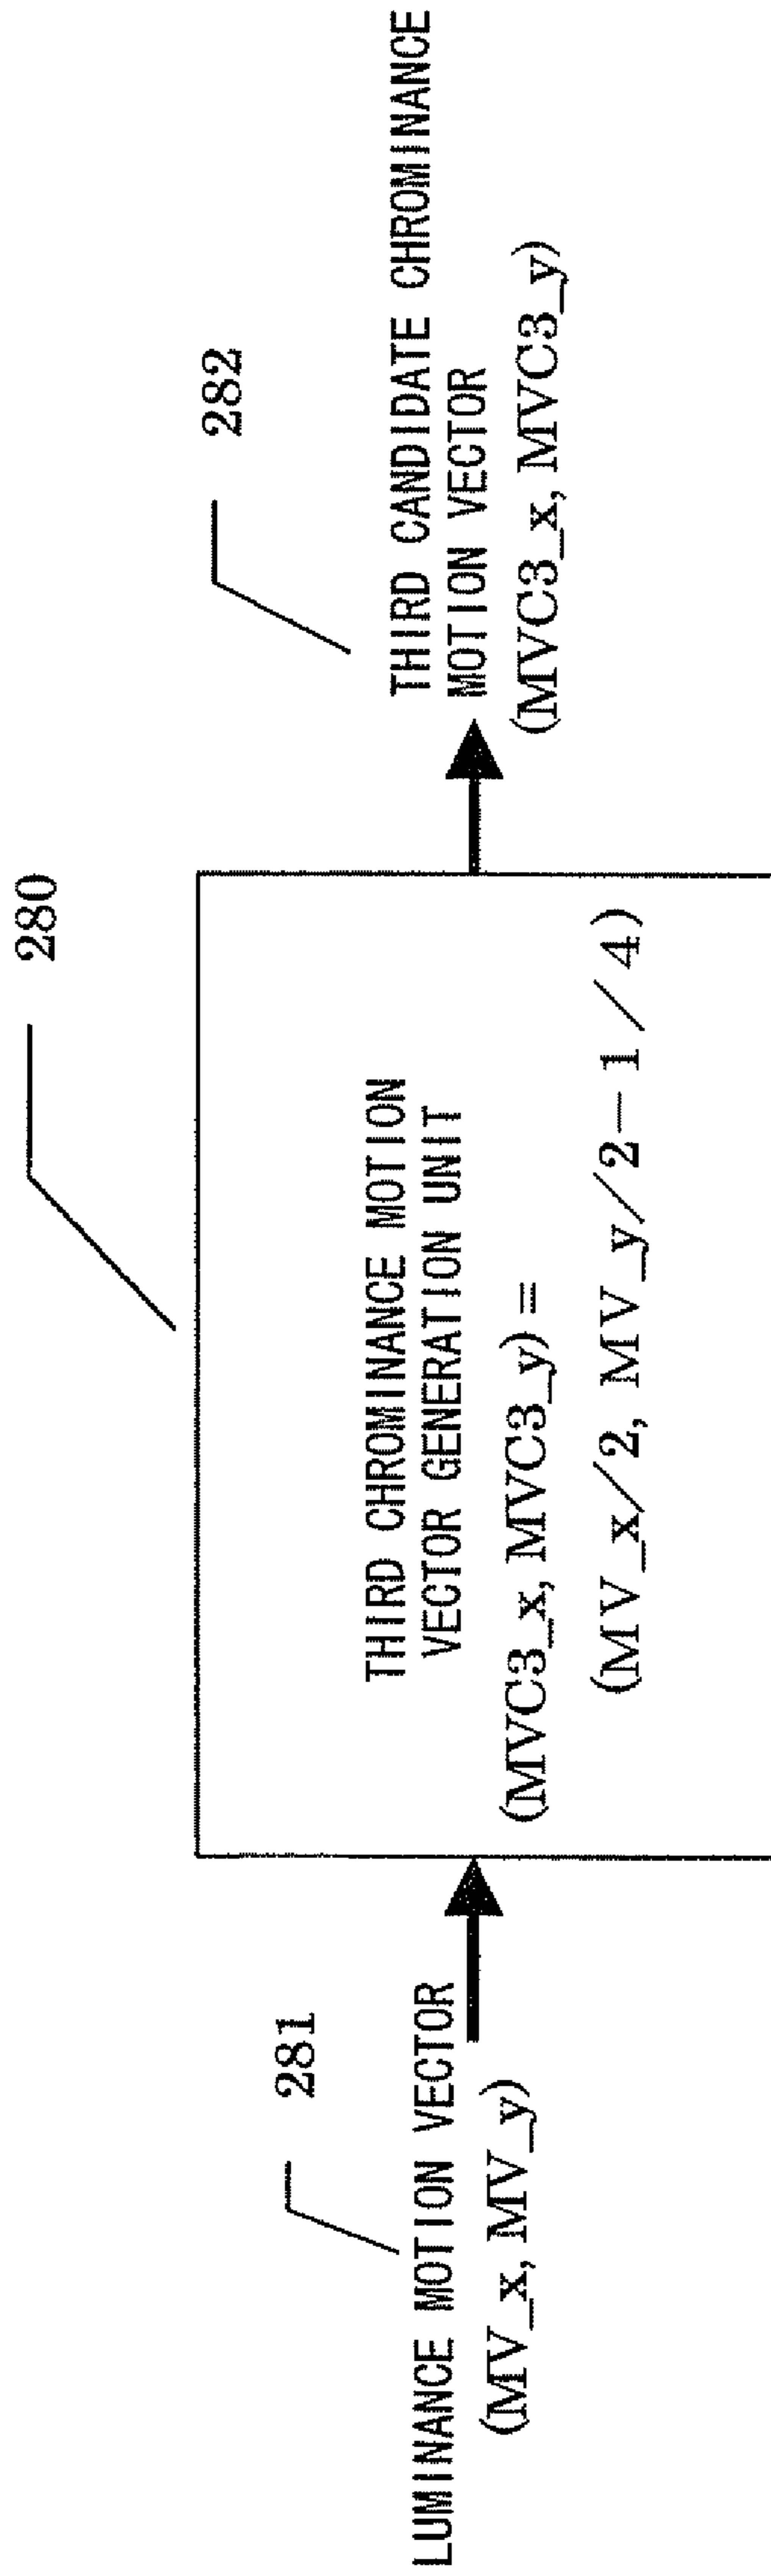 281
LUMINANCE MOTION VECTOR
(MV_x, MV_y)
280
THIRD CHROMINANCE MOTION
VECTOR GENERATION UNIT
(MVC3_x, MVC3_y) =
(MV_x/2, MV_y/2−1/4)
282
THIRD CANDIDATE CHROMINANCE
MOTION VECTOR
(MVC3_x, MVC3_y)